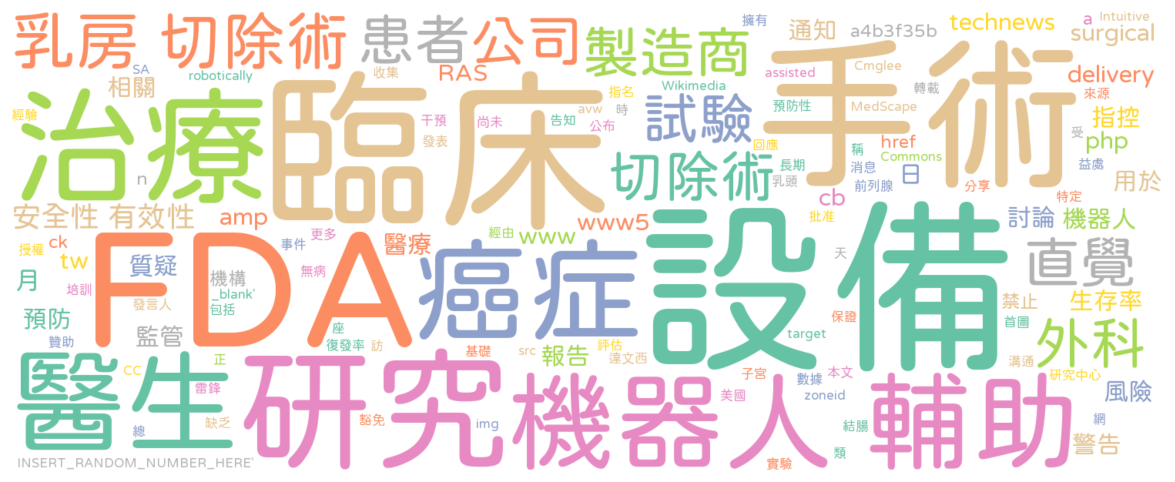 乳房 切除術
患者
公司
製造商
擁有
通知
a4b3f35b
technews
a
Intuitive
surgical
SA
robotically
收集
RAS
相關
Wikimedia
指名
assisted
Cmglee
轉載
delivery
來源
經驗
治療
臨床
手術
干預
發表
尚未
avw
告知
時
公布
試驗
預防性
MedScape
指控
受
php
回應
稱
href
Commons
消息
益處
n
切除術
長期
乳頭
前列腺
日
分享
用於
特定
安全性 有效性
amp
www5
www
經由
cb
批准
討論
機器人
授權
ck
tw
事件
更多
醫療
FDA
癌症
設備
天
直覺
月
培訓
質疑
無病
機構
_blank'
包括
發言人
禁止
生存率
保證
首圖
預防
贊助
監管
座
復發率
訪
target
外科
基礎
src
報告
評估
達文西
溝通
醫生
正
CC
雷鋒
缺乏
總
研究
豁免
img
機器人
子宮
美國
數據
zoneid
本文
研究中心
輔助
結腸
類
風險
網
警告
實驗
INSERT_RANDOM_NUMBER_HERE'